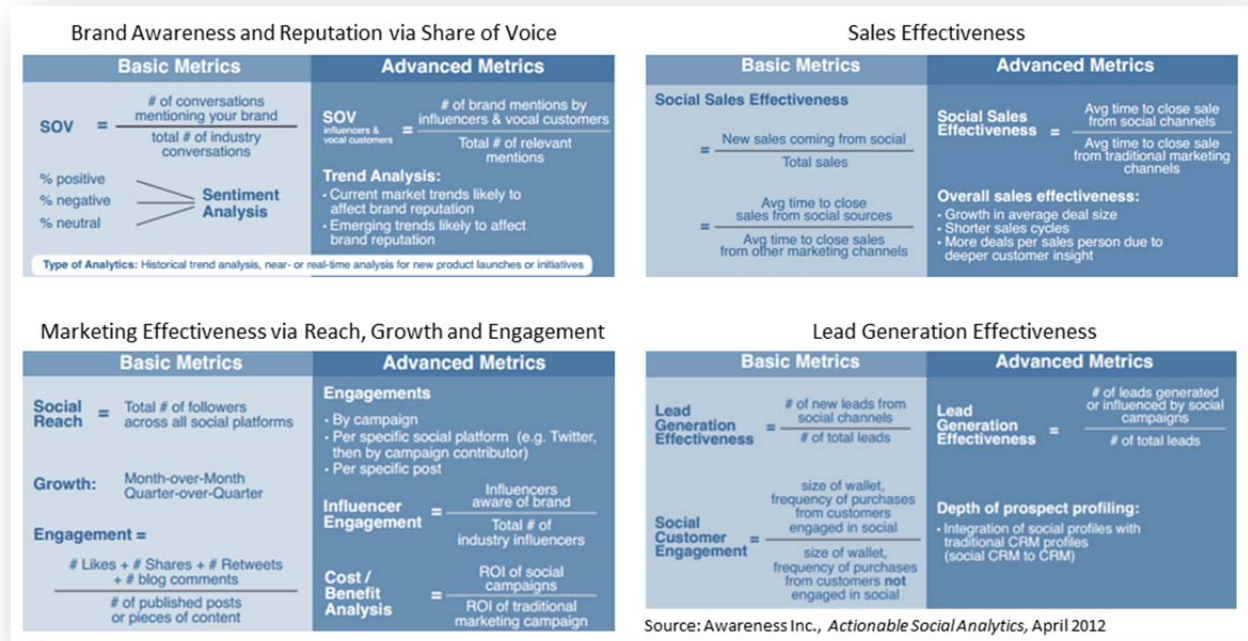 Brand Awareness and Reputation via Share of Voice
Basic Metrics
SOV =
# of conversations
mentioning your brand
total # of industry
conversations
% positive
% negative
% neutral
Sentiment
Analysis
Advanced Metrics
SOV
influencers &
vocal customers
=
# of brand mentions by
influencers & vocal customers
Total # of relevant
mentions
Trend Analysis:
• Current market trends likely to
affect brand reputation
• Emerging trends likely to affect
brand reputation
Type of Analytics: Historical trend analysis, near- or real-time analysis for new product launches or initiatives
Sales Effectiveness
Basic Metrics
Social Sales Effectiveness
=
New sales coming from social
Total sales
=
Avg time to close
sales from social sources
Avg time to close sales
from other marketing channels
Advanced Metrics
Social Sales
Effectiveness
=
Avg time to close sale
from social channels
Avg time to close sale
from traditional marketing
channels
Overall sales effectiveness:
• Growth in average deal size
• Shorter sales cycles
• More deals per sales person due to
deeper customer insight
Marketing Effectiveness via Reach, Growth and Engagement
Basic Metrics
Social
Reach
=
Total # of followers
across all social platforms
Growth:
Month-over-Month
Quarter-over-Quarter
Engagement =
# Likes + # Shares + # Retweets
+ # blog comments
# of published posts
or pieces of content
Advanced Metrics
Engagements
• By campaign
• Per specific social platform (e.g. Twitter,
then by campaign contributor)
• Per specific post
Influencer
Engagement
=
Influencers
aware of brand
Total # of
industry influencers
Cost /
Benefit
Analysis
=
ROI of social
campaigns
ROI of traditional
marketing campaign
Lead Generation Effectiveness
Basic Metrics
Lead
Generation
Effectiveness
=
# of new leads from
social channels
# of total leads
Social
Customer
Engagement
=
size of wallet,
frequency of purchases
from customers
engaged in social
size of wallet,
frequency of purchases
from customers not
engaged in social
Advanced Metrics
Lead
Generation
Effectiveness
=
# of leads generated
or influenced by social
campaigns
# of total leads
Depth of prospect profiling:
• Integration of social profiles with
traditional CRM profiles
(social CRM to CRM)
Source: Awareness Inc., Actionable Social Analytics, April 2012